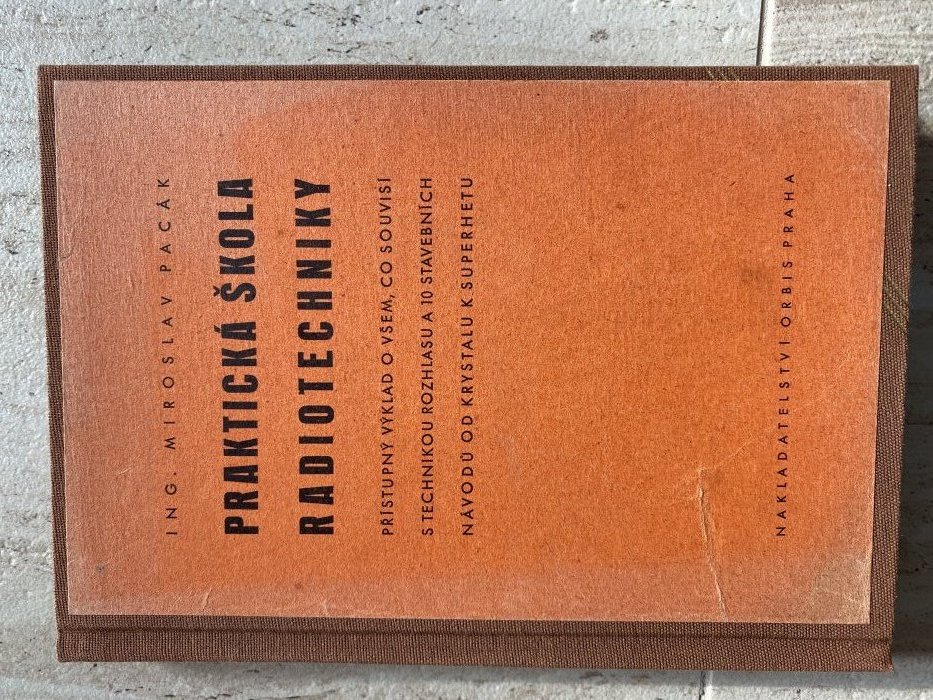 ING. MIROSLAV PACÁK
PRAKTICKÁ ŠKOLA
RADIOTECHNIKY
PŘÍSTUPNÝ VÝKLAD O VŠEM, CO SOUVISÍ
S TECHNIKOU ROZHLASU A 10 STAVEBNÍCH
NÁVODŮ OD KRYSTALU K SUPERHETU
NAKLADATELSTVÍ ORBIS PRAHA